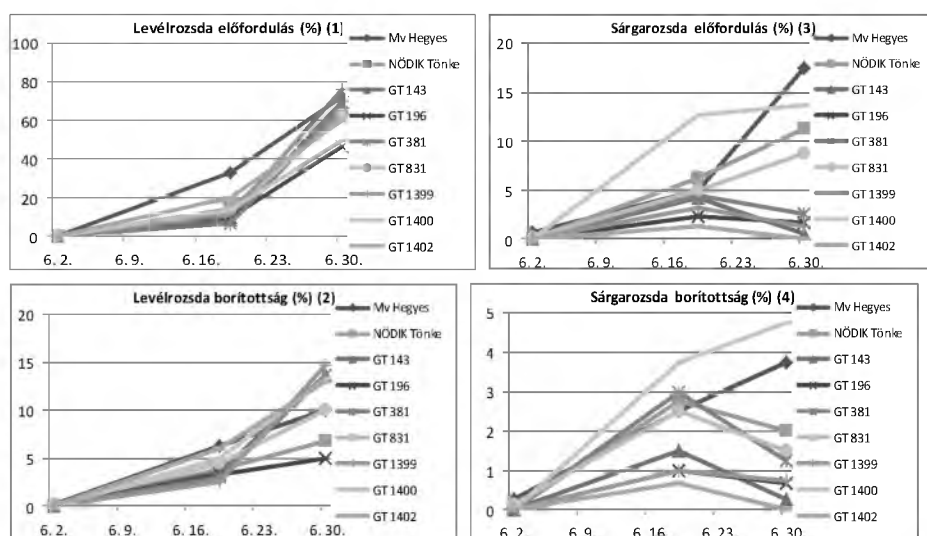 Levélrozsda előfordulás (%) (1)
100
80
60
40
20
0
6. 2. 6. 9. 6. 16. 6. 23. 6. 30.
Mv Hegyes
NÖDIK Tönke
GT 143
GT 196
GT 381
GT 831
GT 1399
GT 1400
GT 1402
Sárgarozsda előfordulás (%) (3)
20
15
10
5
0
6. 2. 6. 9. 6. 16. 6. 23. 6. 30.
Mv Hegyes
NÖDIK Tönke
GT 143
GT 196
GT 381
GT 831
GT 1399
GT 1400
GT 1402
Levélrozsda borítottság (%) (2)
20
15
10
5
0
6. 2. 6. 9. 6. 16. 6. 23. 6. 30.
Mv Hegyes
NÖDIK Tönke
GT 143
GT 196
GT 381
GT 831
GT 1399
GT 1400
GT 1402
Sárgarozsda borítottság (%) (4)
5
4
3
2
1
0
6. 2. 6. 9. 6. 16. 6. 23. 6. 30.
Mv Hegyes
NÖDIK Tönke
GT 143
GT 196
GT 381
GT 831
GT 1399
GT 1400
GT 1402